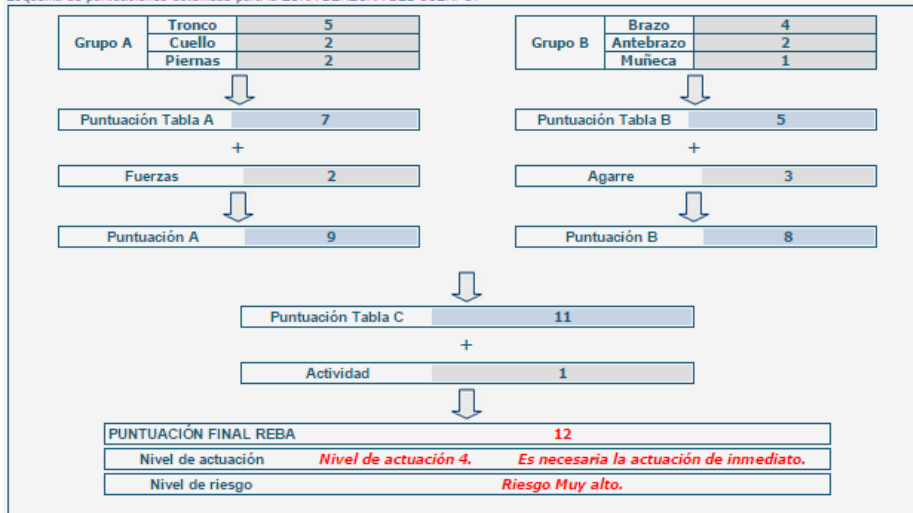 Grupo A Tronco 5 Grupo B Brazo 4
Cuello 2 Antebrazo 2
Piernas 2 Muñeca 1
Puntuación Tabla A 7 Puntuación Tabla B 5
+ +
Fuerzas 2 Agarre 3
Puntuación A 9 Puntuación B 8
Puntuación Tabla C 11
+
Actividad 1
PUNTUACIÓN FINAL REBA 12
Nivel de actuación Nivel de actuación 4. Es necesaria la actuación de inmediato.
Nivel de riesgo Riesgo Muy alto.